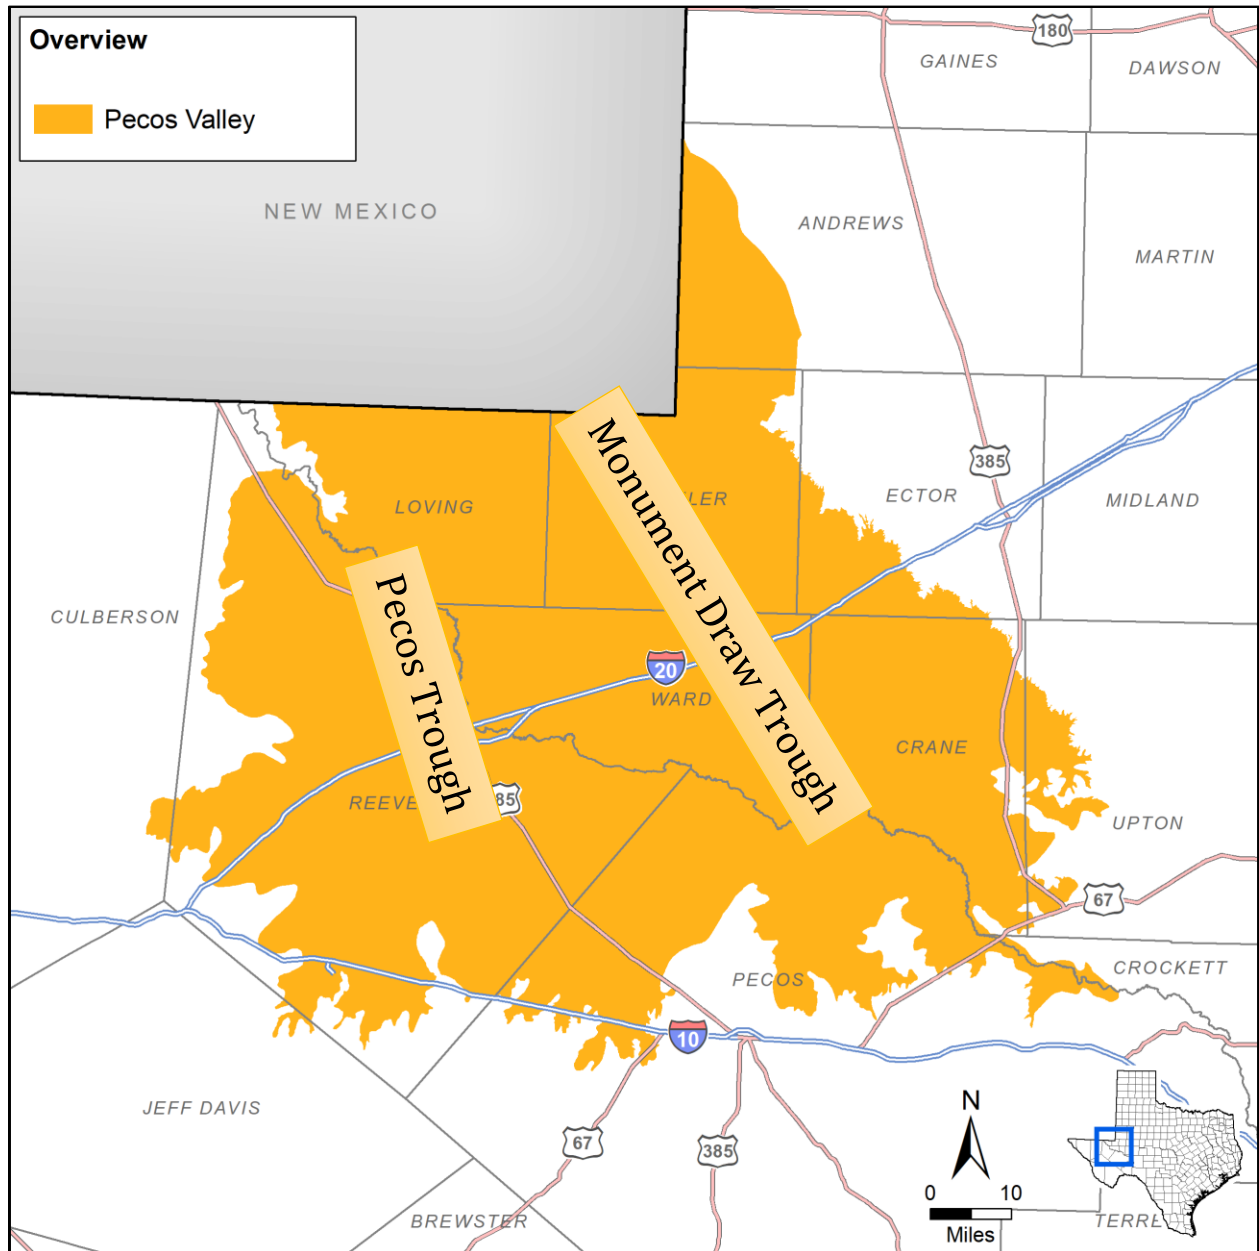 Overview
Pecos Valley
NEW MEXICO
180
GAINES
DAWSON
ANDREWS
MARTIN
Monument Draw Trough
LER
385
ECTOR
MIDLAND
LOVING
CULBERSON
Pecos Trough
20
WARD
CRANE
REEVE
85
UPTON
67
PECOS
CROCKETT
10
JEFF DAVIS
67
385
N
0 10
Miles
BREWSTER
TERRE